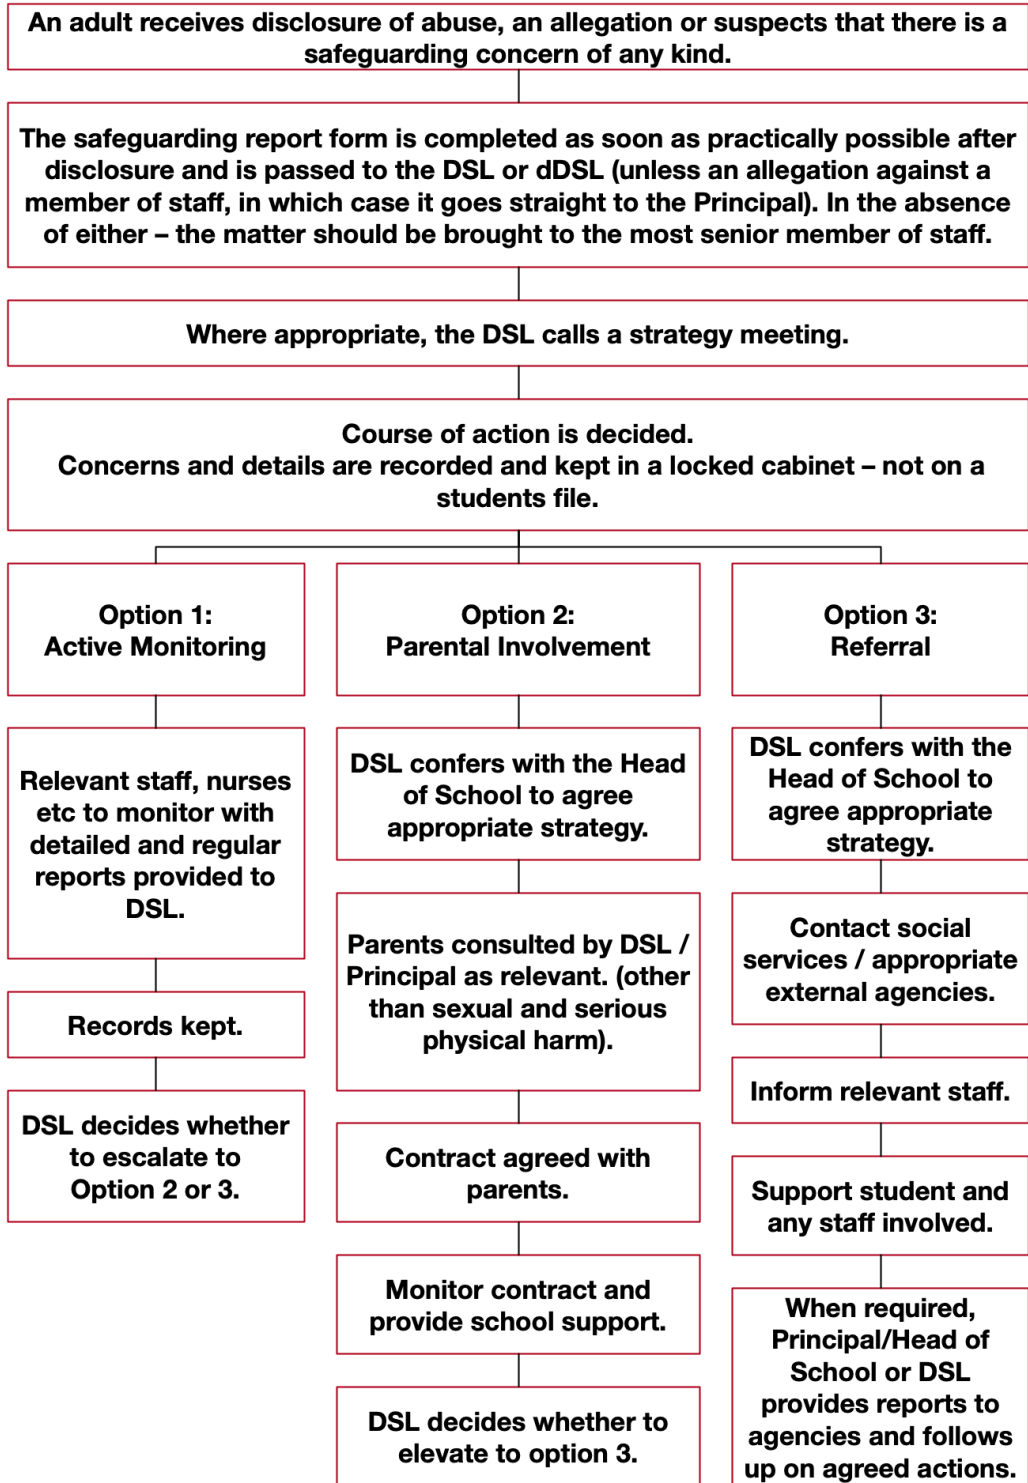 An adult receives disclosure of abuse, an allegation or suspects that there is a
safeguarding concern of any kind.
The safeguarding report form is completed as soon as practically possible after
disclosure and is passed to the DSL or dDSL (unless an allegation against a
member of staff, in which case it goes straight to the Principal). In the absence
of either – the matter should be brought to the most senior member of staff.
Where appropriate, the DSL calls a strategy meeting.
Course of action is decided.
Concerns and details are recorded and kept in a locked cabinet – not on a
students file.
Option 1:
Active Monitoring
Relevant staff, nurses
etc to monitor with
detailed and regular
reports provided to
DSL.
Records kept.
DSL decides whether
to escalate to
Option 2 or 3.
Option 2:
Parental Involvement
DSL confers with the Head
of School to agree
appropriate strategy.
Parents consulted by DSL /
Principal as relevant. (other
than sexual and serious
physical harm).
Contract agreed with
parents.
Monitor contract and
provide school support.
DSL decides whether to
elevate to option 3.
Option 3:
Referral
DSL confers with the
Head of School to
agree appropriate
strategy.
Contact social
services / appropriate
external agencies.
Inform relevant staff.
Support student and
any staff involved.
When required,
Principal/Head of
School or DSL
provides reports to
agencies and follows
up on agreed actions.